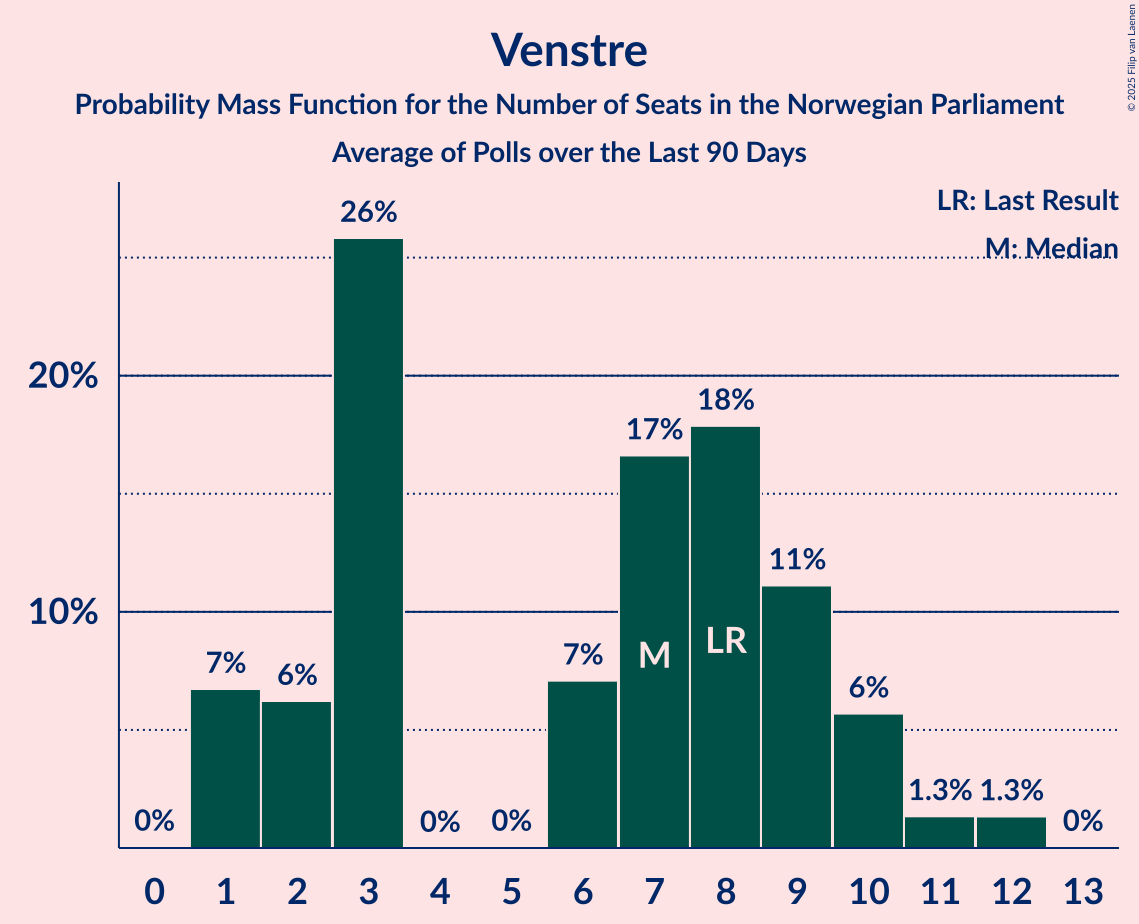 Venstre
Probability Mass Function for the Number of Seats in the Norwegian Parliament
Average of Polls over the Last 90 Days
© 2025 Filip van Laenen
LR: Last Result
M: Median
26%
20%
18%
17%
11%
10%
7%
6%
7%
6%
M
LR
0%
0%
0%
1.3%
1.3%
0%
0 1 2 3 4 5 6 7 8 9 10 11 12 13